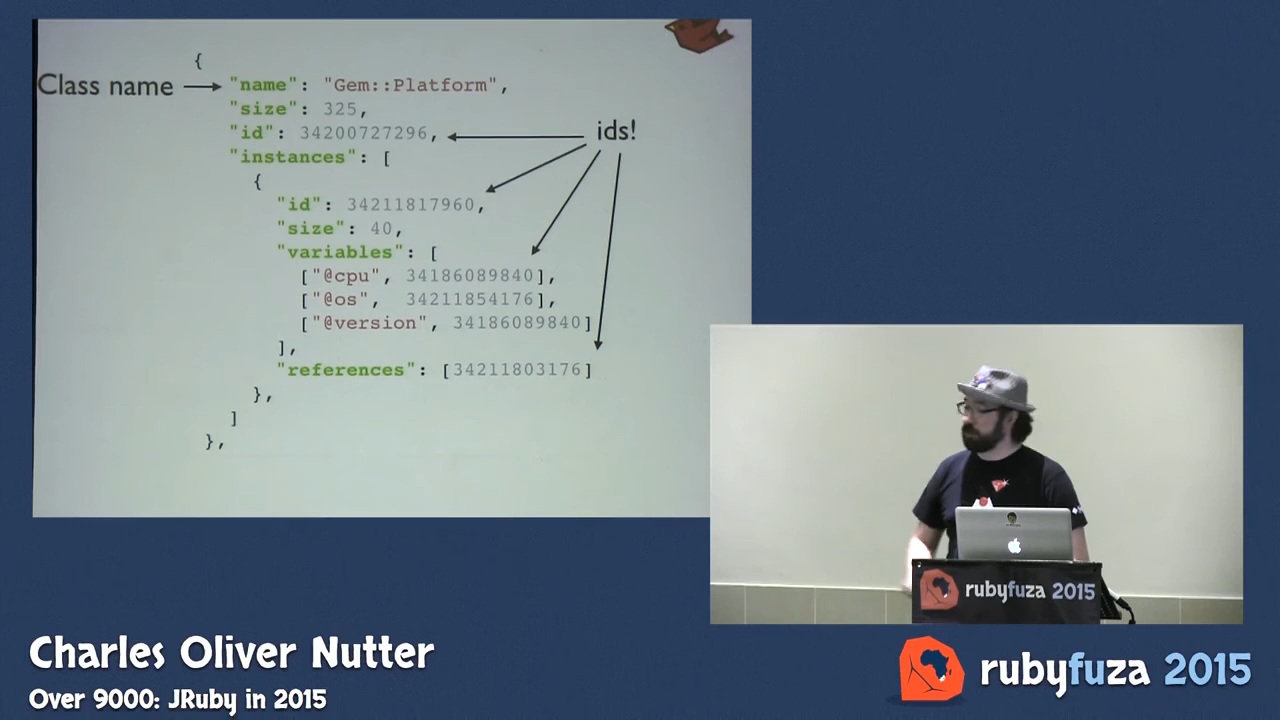 {
Class name
"name": "Gem::Platform",
"size": 325,
"id": 34200727296,
ids!
"instances": [
{
"id": 34211817960,
"size": 40,
"variables": [
["@cpu", 34186089840],
["@os", 34211854176],
["@version", 34186089840]
],
"references": [34211803176]
},
]
},
rubyfuza 2015
Charles Oliver Nutter
Over 9000: JRuby in 2015
rubyfuza 2015